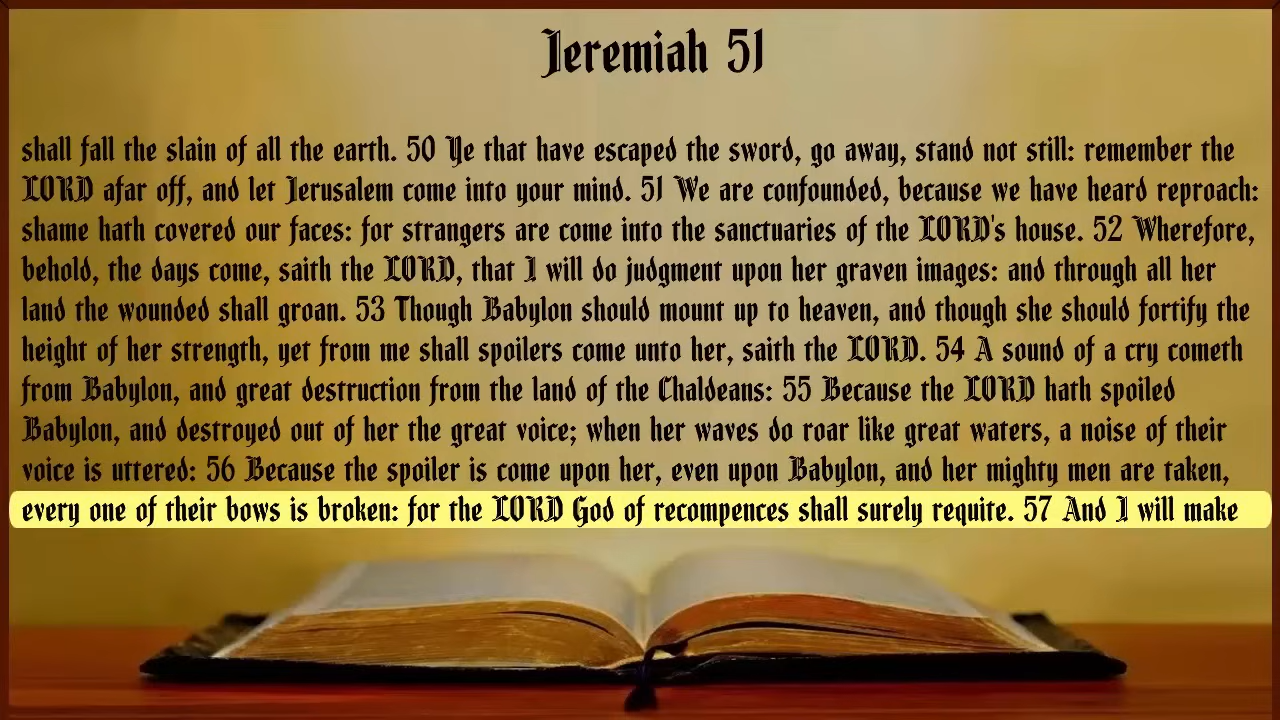 Jeremiah 51
shall fall the slain of all the earth. 50 Ye that have escaped the sword, go away, stand not still: remember the
LORD afar off, and let Jerusalem come into your mind. 51 We are confounded, because we have heard reproach:
shame hath covered our faces: for strangers are come into the sanctuaries of the LORD's house. 52 Wherefore,
behold, the days come, saith the LORD, that I will do judgment upon her graven images: and through all her
land the wounded shall groan. 53 Though Babylon should mount up to heaven, and though she should fortify the
height of her strength, yet from me shall spoilers come unto her, saith the LORD. 54 A sound of a cry cometh
from Babylon, and great destruction from the land of the Chaldeans: 55 Because the LORD hath spoiled
Babylon, and destroyed out of her the great voice; when her waves do roar like great waters, a noise of their
voice is uttered: 56 Because the spoiler is come upon her, even upon Babylon, and her mighty men are taken,
every one of their bows is broken: for the LORD God of recompences shall surely requite. 57 And I will make